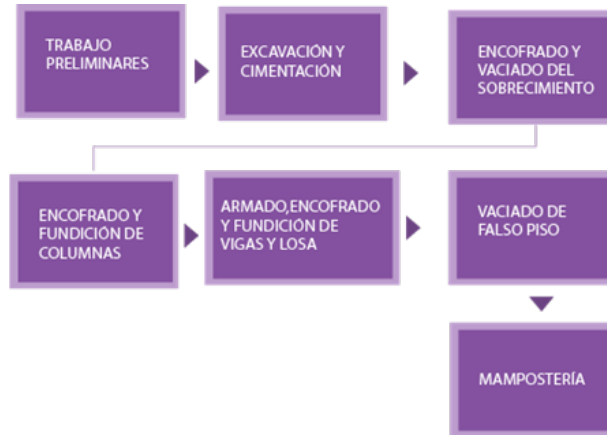 TRABAJO
PRELIMINARES
EXCAVACIÓN Y
CIMENTACIÓN
ENCOFRADO Y
VACIADO DEL
SOBRECIMIENTO
ENCOFRADO Y
FUNDICIÓN DE
COLUMNAS
ARMADO,ENCOFRADO
Y FUNDICIÓN DE
VIGAS Y LOSA
VACIADO DE
FALSO PISO
MAMPOSTERÍA